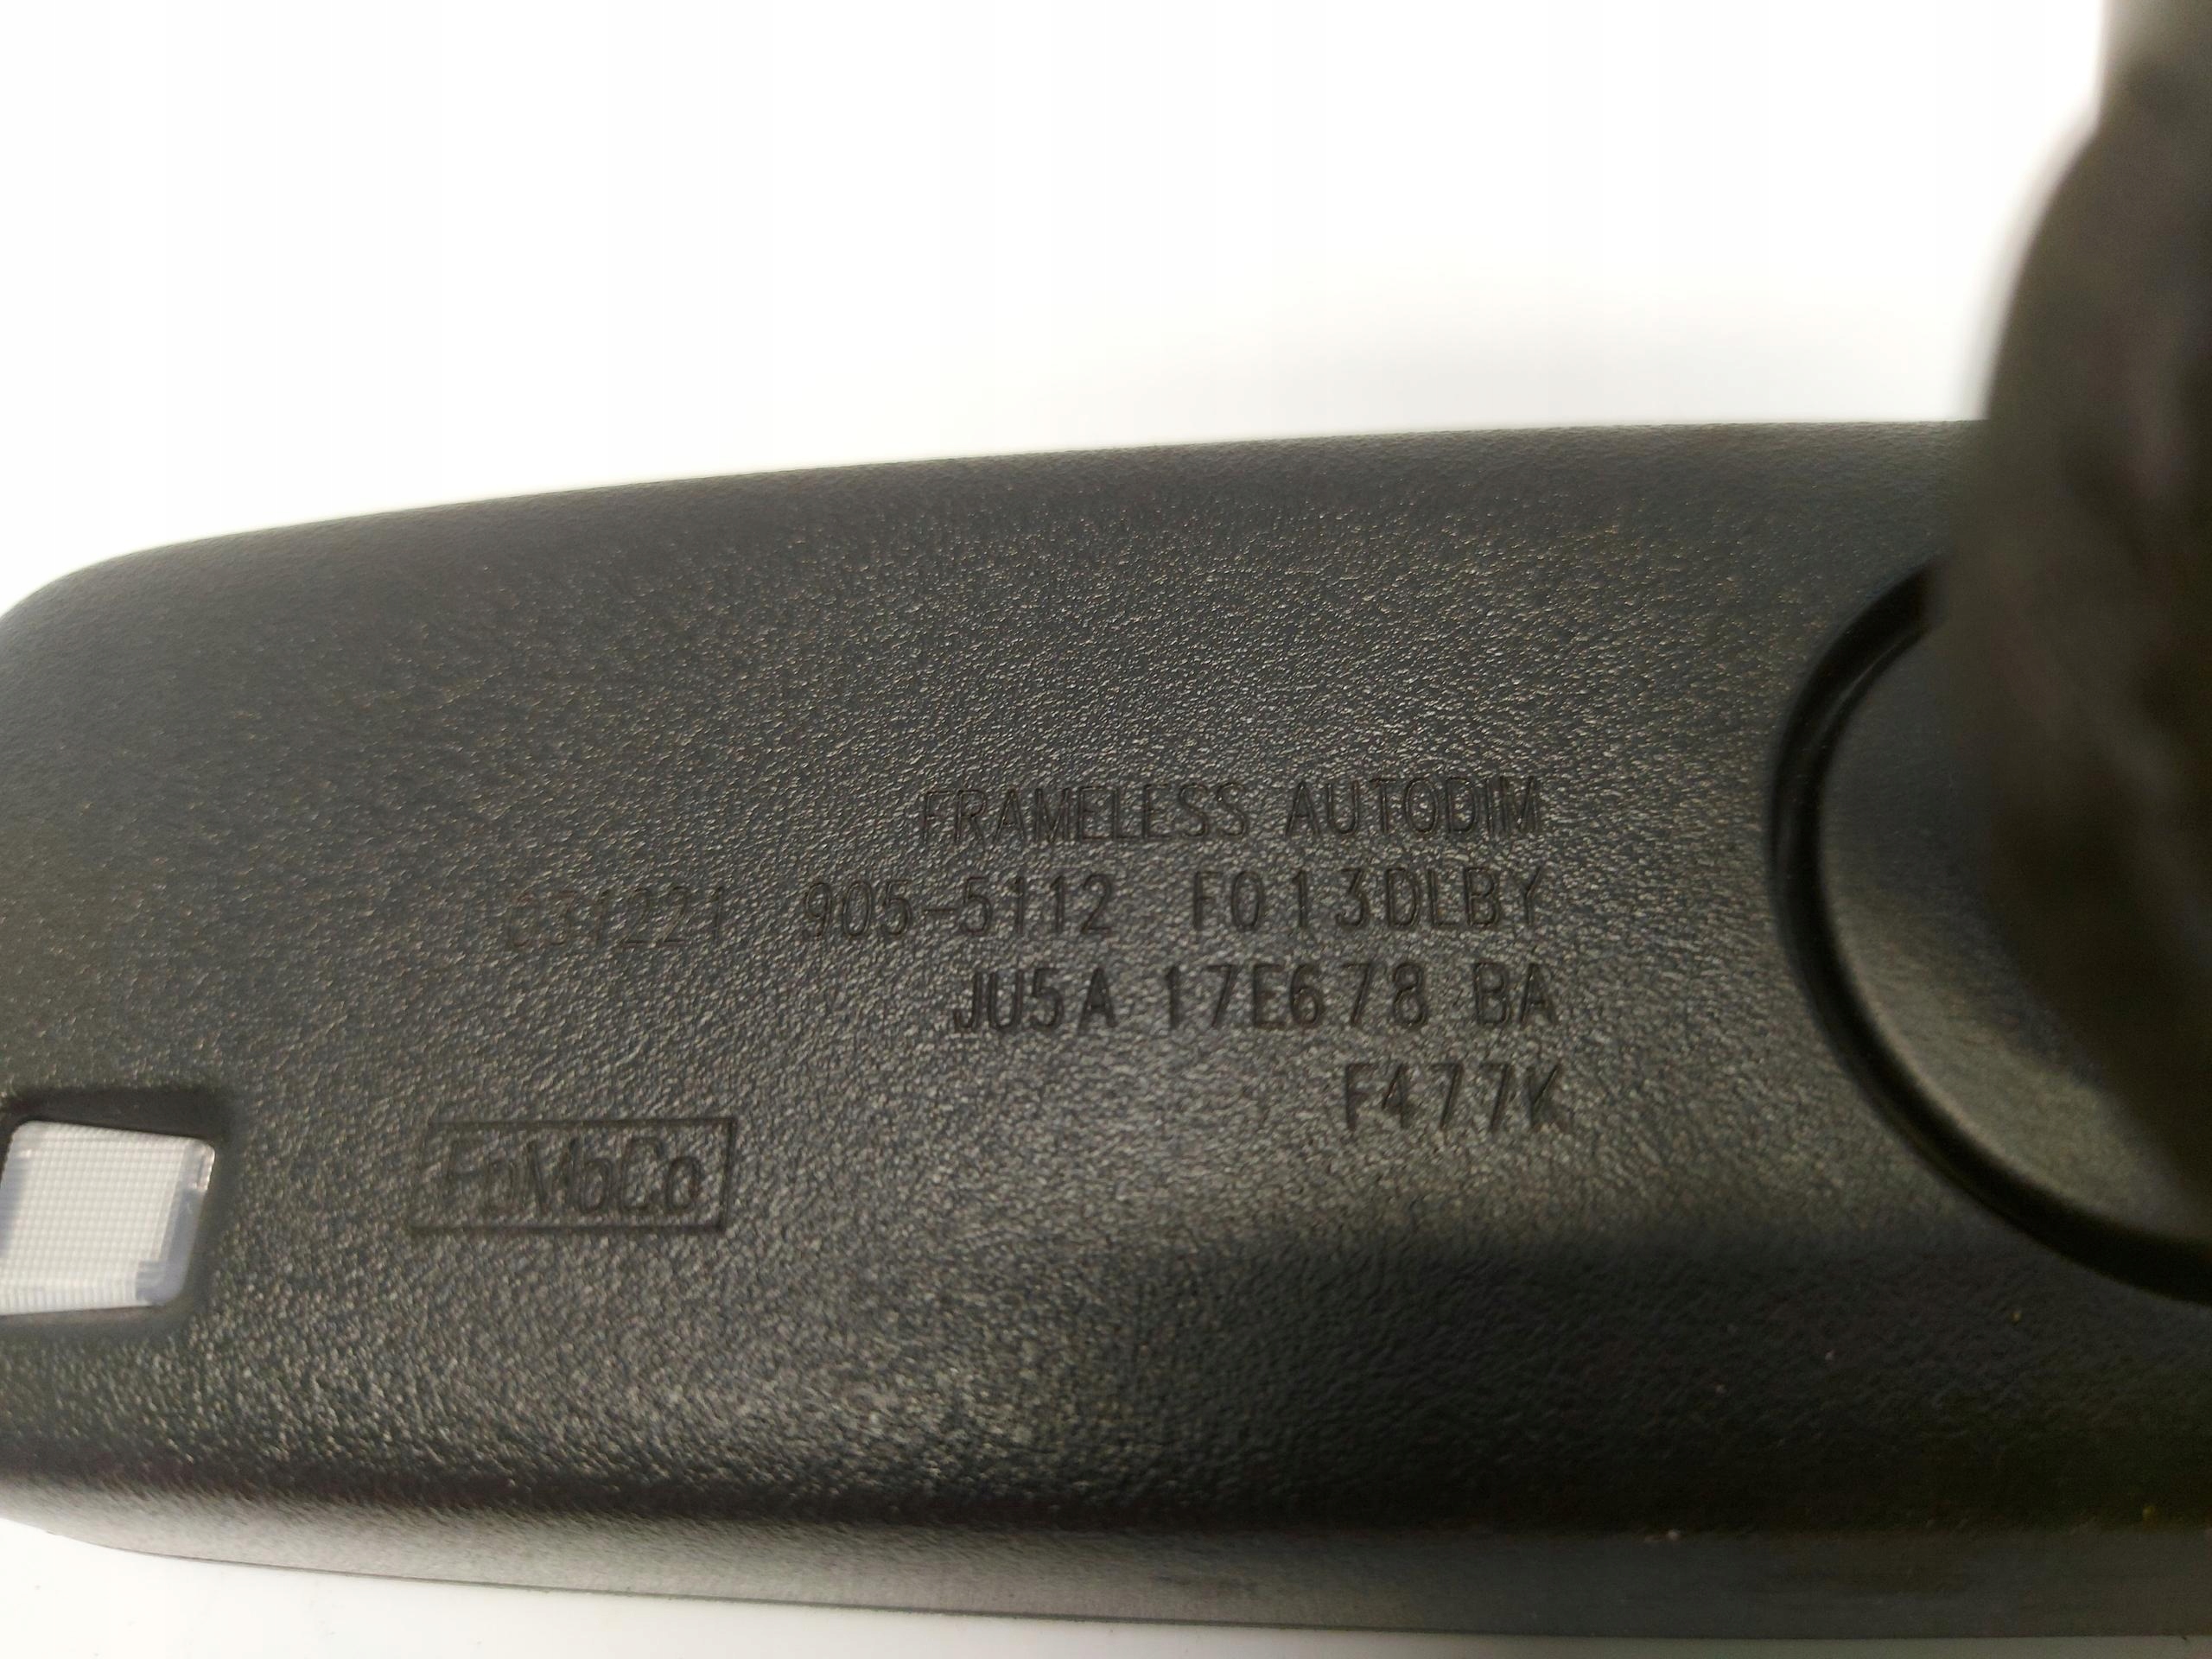 FRAMELESS AUTODIM
031221 905-5112 F013DLBY
JU5A 17E678 BA
F477K
FoMoCo